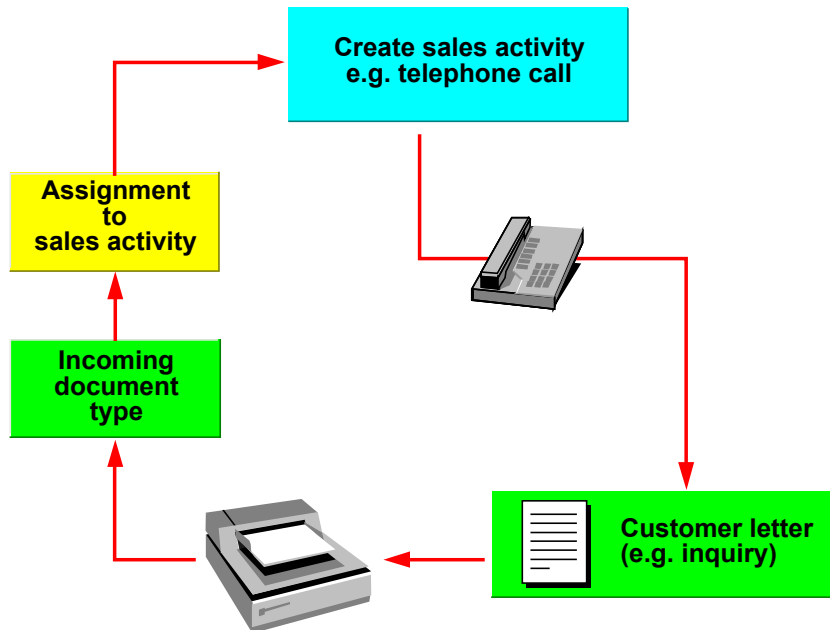 Create sales activity
e.g. telephone call
Assignment
to
sales activity
Incoming
document
type
Customer letter
(e.g. inquiry)